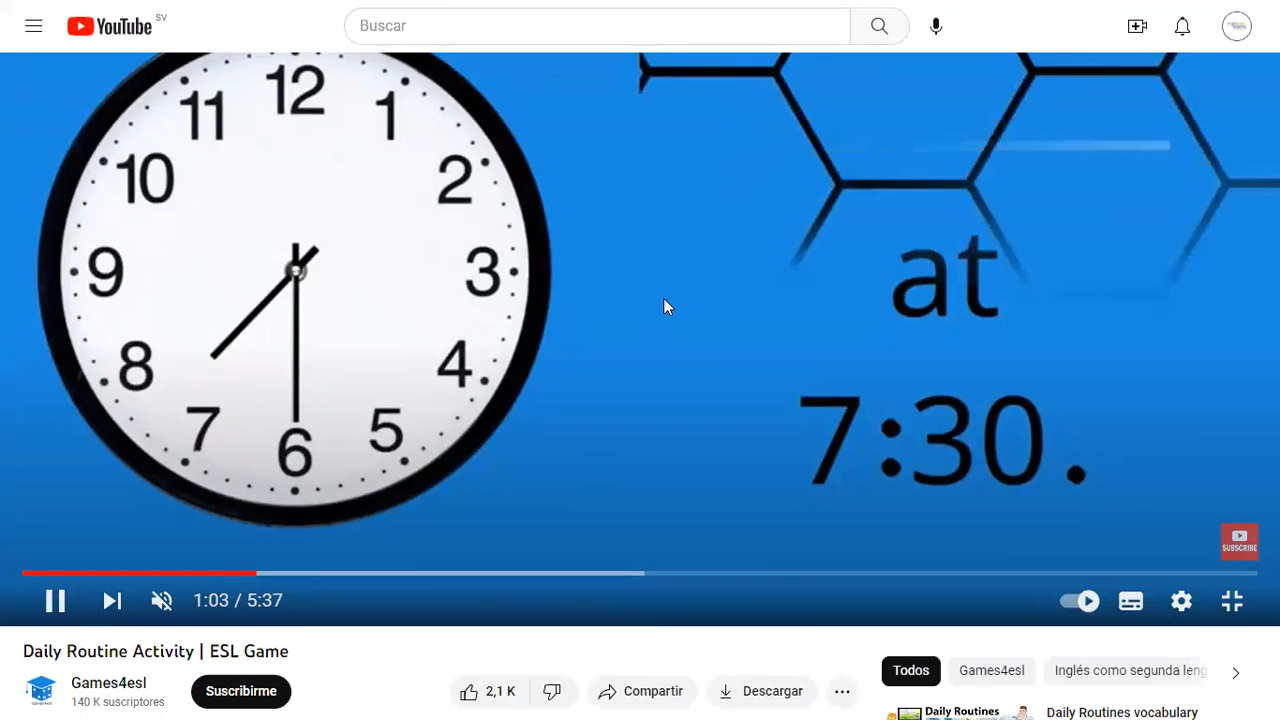 YouTube SV
Buscar
12
11
1
10
2
9
3
8
4
7
5
6
at
7:30.
SUBSCRIBE
1:03 / 5:37
Daily Routine Activity | ESL Game
Games4esl
140 K suscriptores
Suscribirme
2,1 K
Compartir
Descargar
Todos
Games4esl
Inglés como segunda leng
Daily Routines
Daily Routines vocabulary